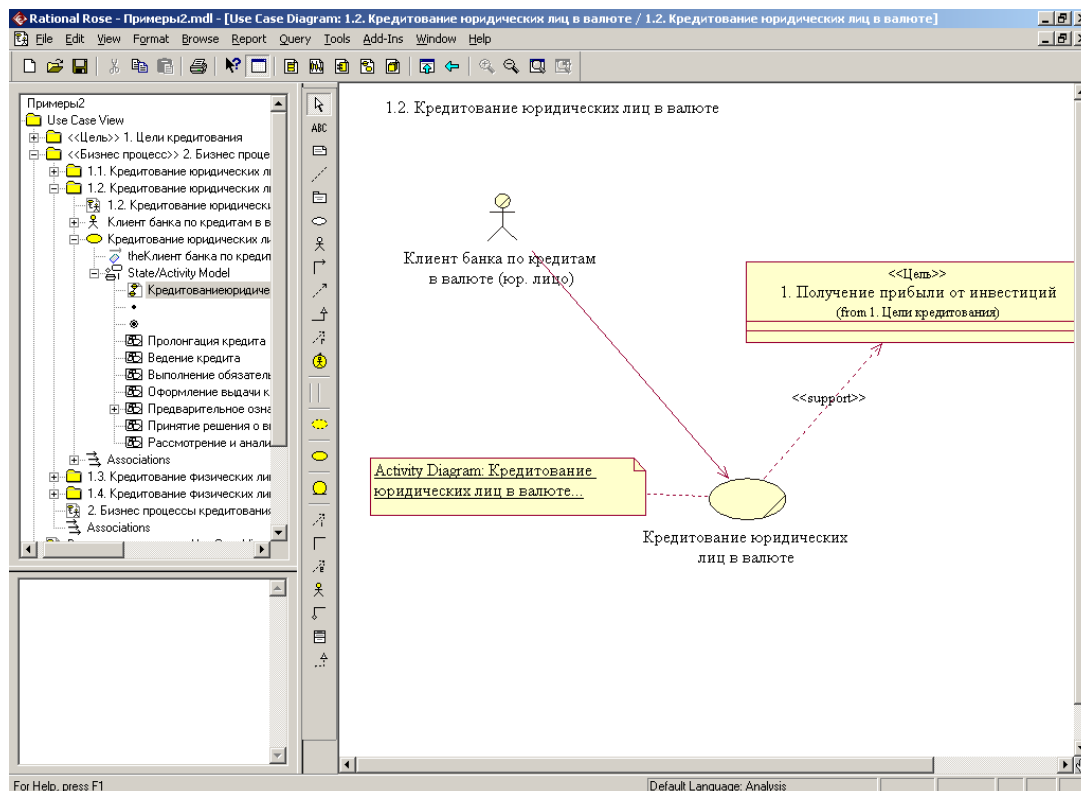 Rational Rose - Примеры2.mdl - [Use Case Diagram: 1.2. Кредитование юридических лиц в валюте / 1.2. Кредитование юридических лиц в валюте]
File Edit View Format Browse Report Query Tools Add-Ins Window Help
Примеры2
Use Case View
<<Цель>> 1. Цели кредитования
<<Бизнес процесс>> 2. Бизнес проце
1.1. Кредитование юридических л
1.2. Кредитование юридических л
1.2. Кредитование юридическі
Клиент банка по кредитам в в
Кредитование юридических ли
theКлиент банка по кредит
State/Activity Model
Кредитованиеюридиче
Пролонгация кредита
Ведение кредита
Выполнение обязатель
Оформление выдачи к
Предварительное озна
Принятие решения о в
Рассмотрение и анали
Associations
1.3. Кредитование физических ли
1.4. Кредитование физических ли
2. Бизнес процессы кредитования
Associations
ABC
1.2. Кредитование юридических лиц в валюте
Клиент банка по кредитам
в валюте (юр. лицо)
<<Цель>>
1. Получение прибыли от инвестиций
(from 1. Цели кредитования)
<<support>>
Activity Diagram: Кредитование
юридических лиц в валюте...
Кредитование юридических
лиц в валюте
For Help, press F1
Default Language: Analysis